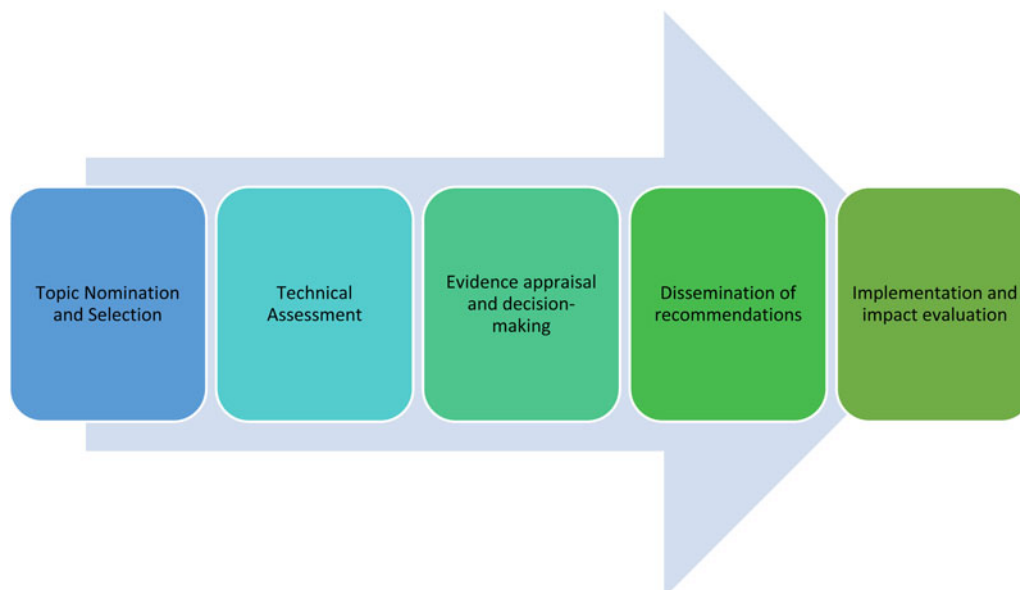 Topic Nomination
and Selection
Technical
Assessment
Evidence appraisal
and decision-
making
Dissemination of
recommendations
Implementation and
impact evaluation